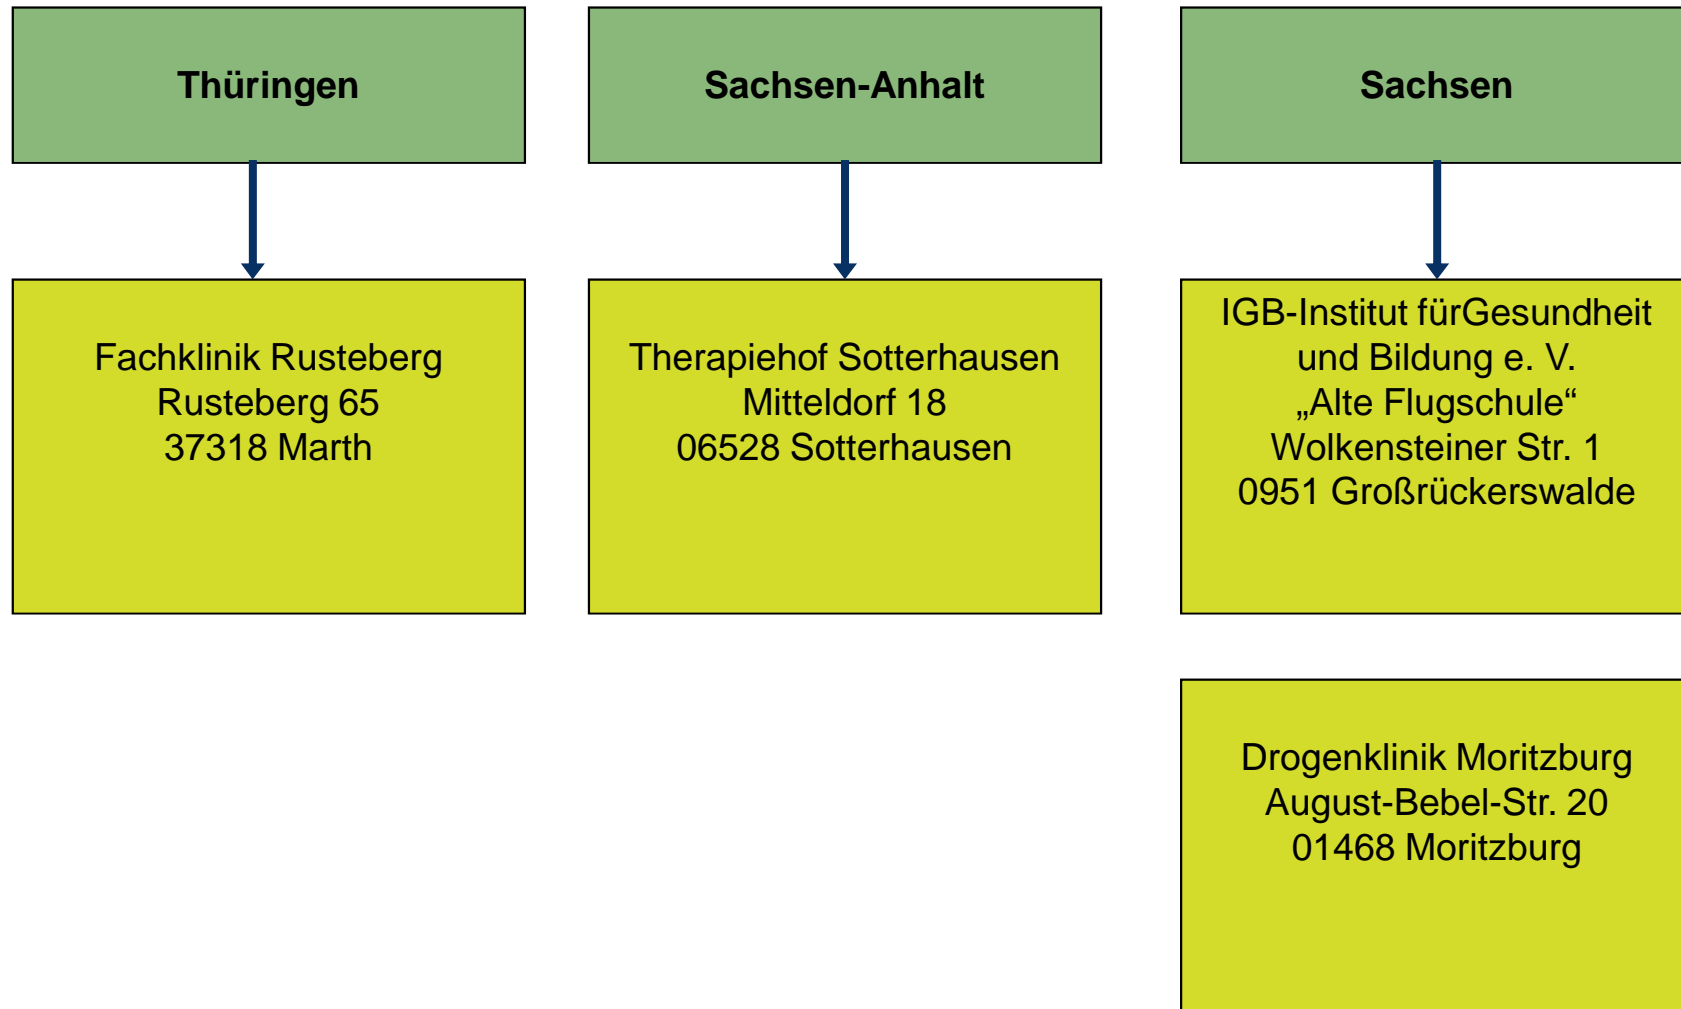 Thüringen
Sachsen-Anhalt
Sachsen
Fachklinik Rusteberg
Rusteberg 65
37318 Marth
Therapiehof Sotterhausen
Mitteldorf 18
06528 Sotterhausen
IGB-Institut fürGesundheit
und Bildung e. V.
„Alte Flugschule“
Wolkensteiner Str. 1
0951 Großrückerswalde
Drogenklinik Moritzburg
August-Bebel-Str. 20
01468 Moritzburg